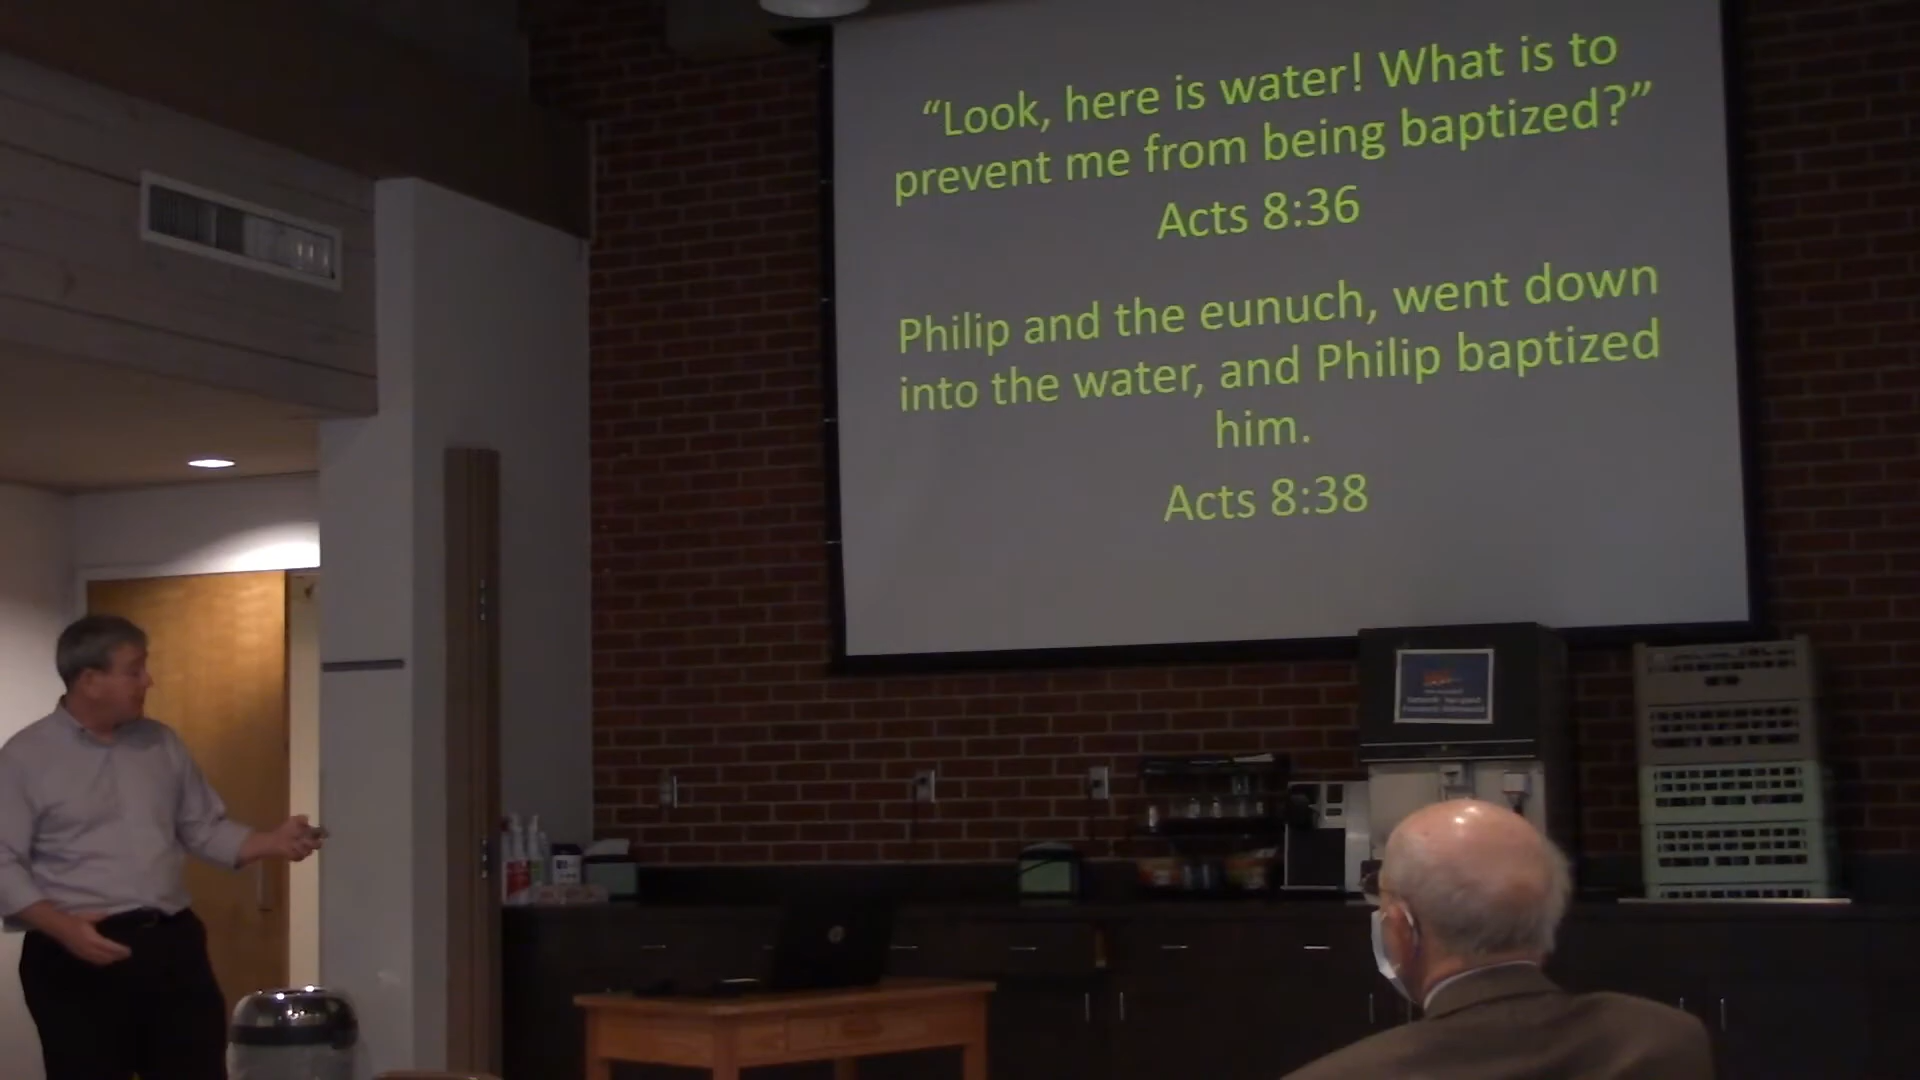 “Look, here is water! What is to
prevent me from being baptized?”
Acts 8:36
Philip and the eunuch, went down
into the water, and Philip baptized
him.
Acts 8:38